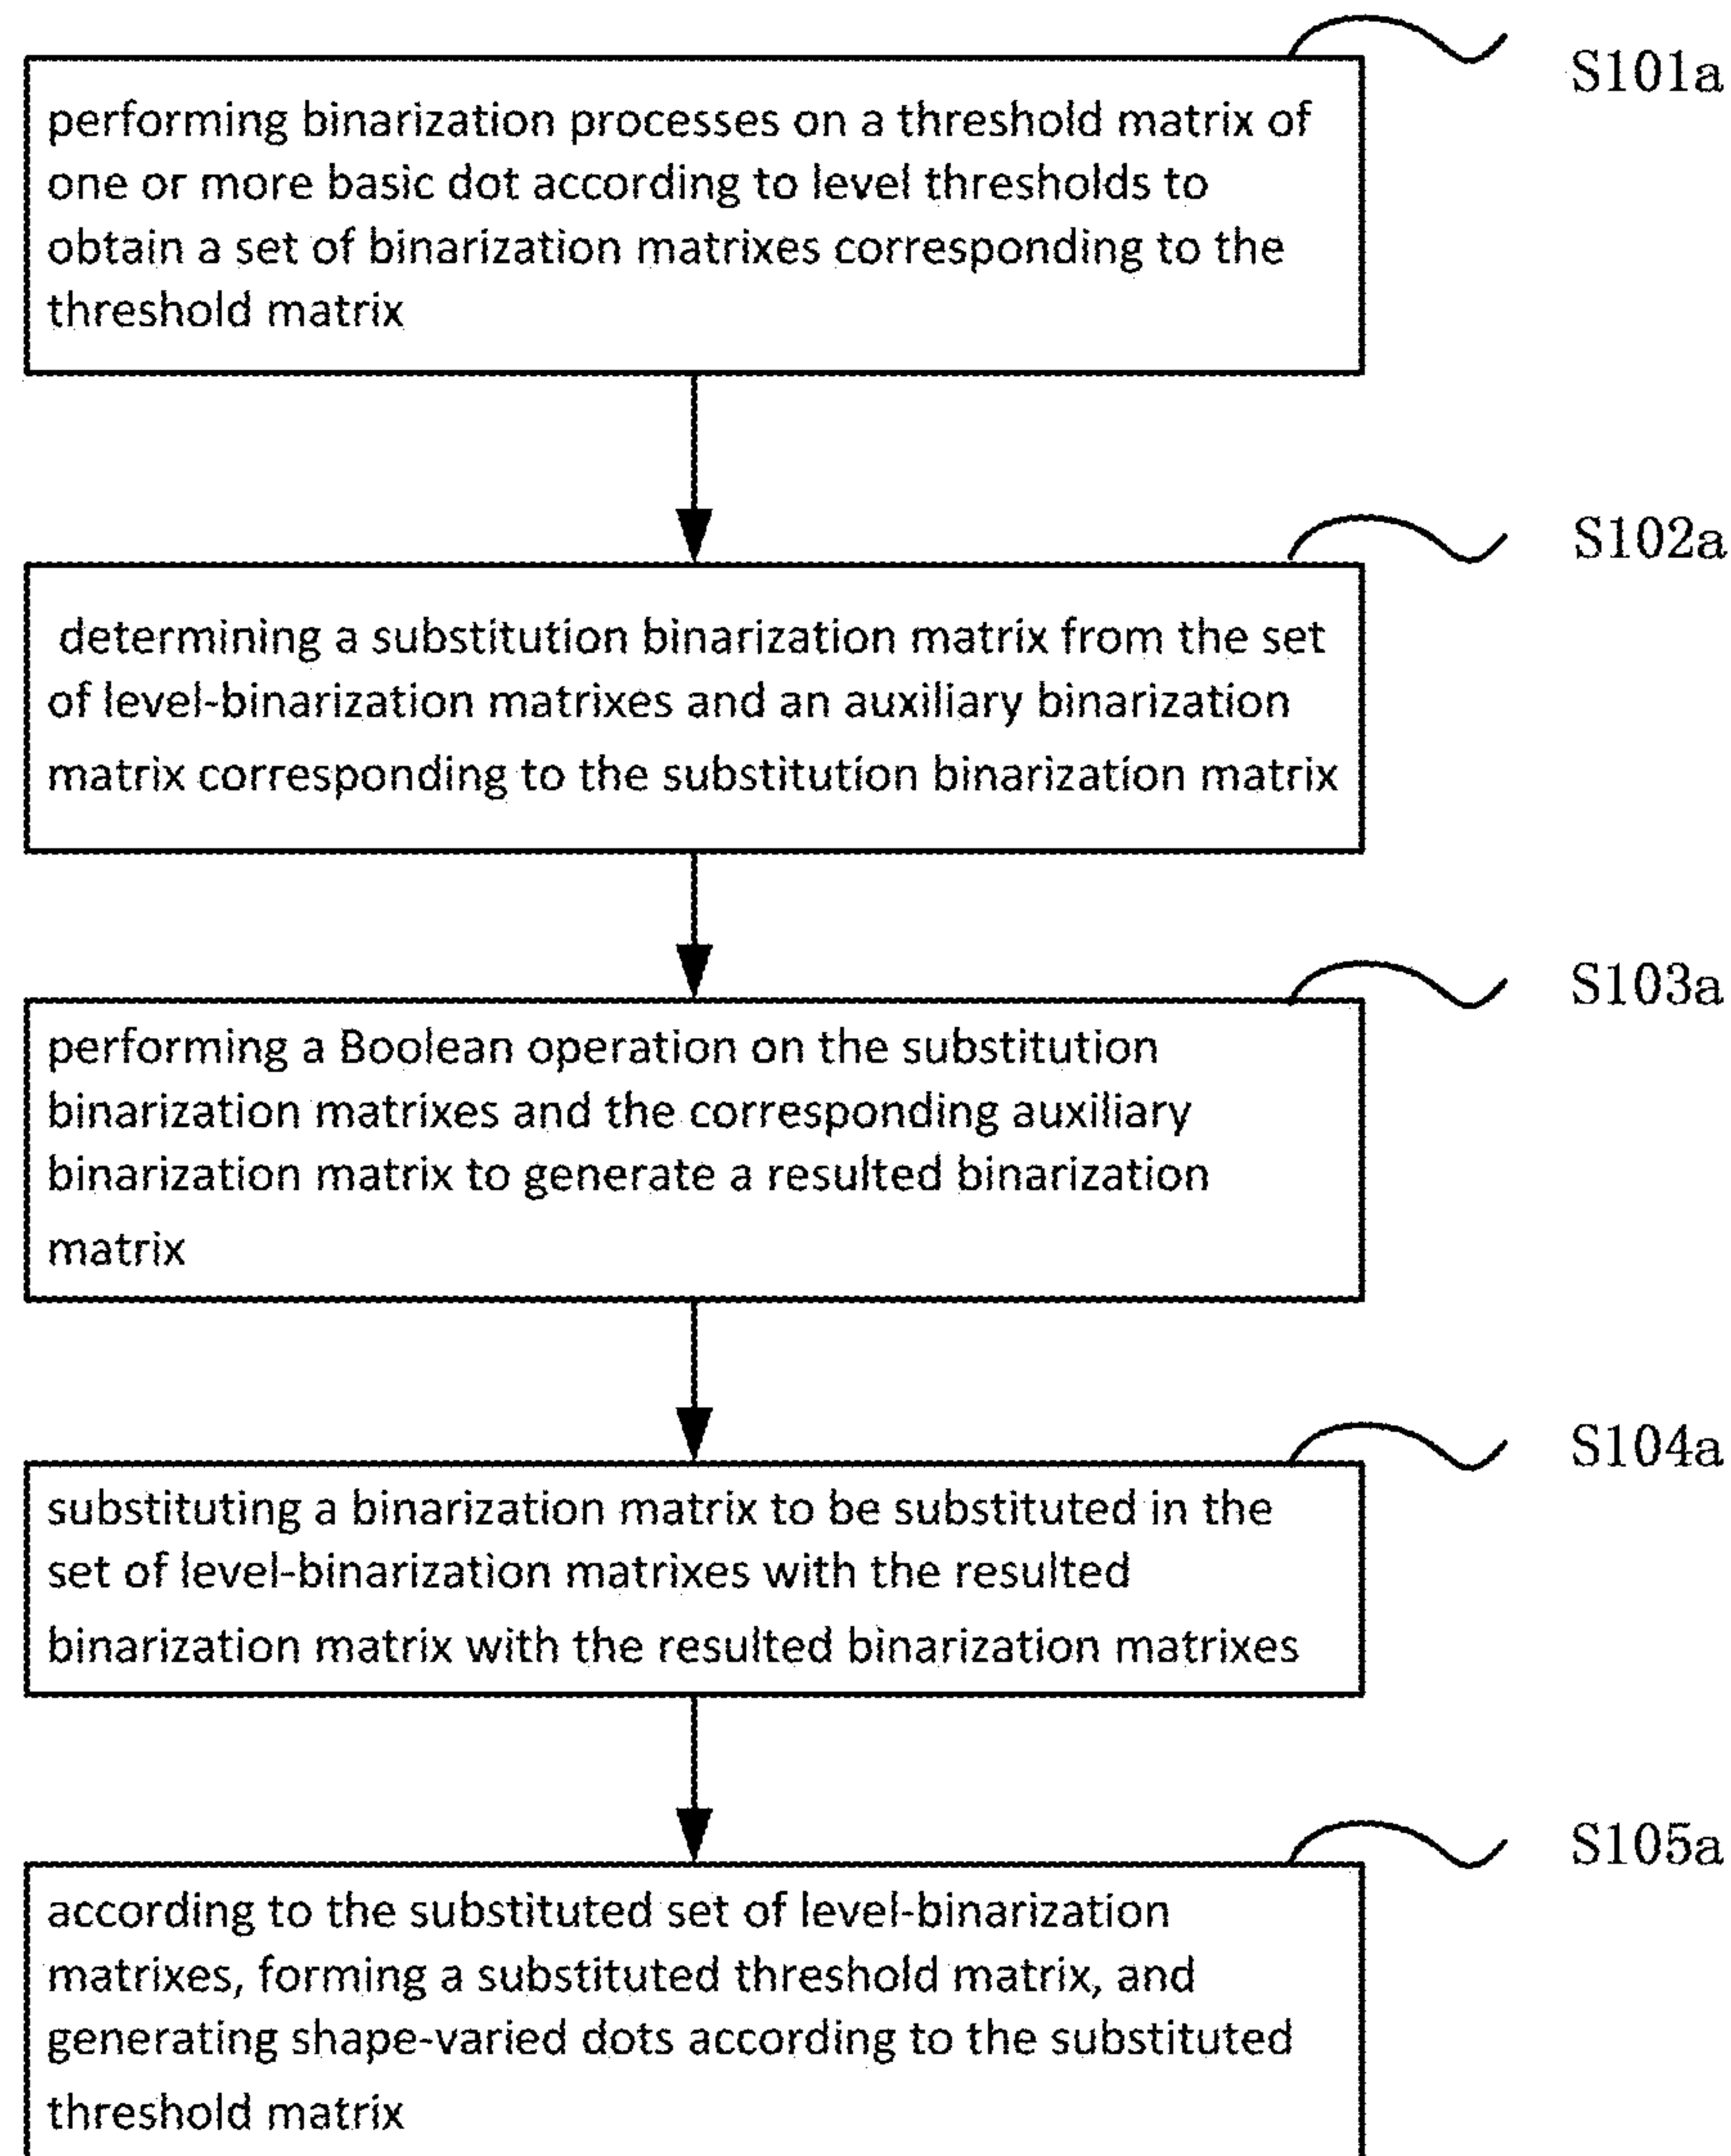 S101a
performing binarization processes on a threshold matrix of
one or more basic dot according to level thresholds to
obtain a set of binarization matrixes corresponding to the
threshold matrix
S102a
determining a substitution binarization matrix from the set
of level-binarization matrixes and an auxiliary binarization
matrix corresponding to the substitution binarization matrix
S103a
performing a Boolean operation on the substitution
binarization matrixes and the corresponding auxiliary
binarization matrix to generate a resulted binarization
matrix
S104a
substituting a binarization matrix to be substituted in the
set of level-binarization matrixes with the resulted
binarization matrix with the resulted binarization matrixes
S105a
according to the substituted set of level-binarization
matrixes, forming a substituted threshold matrix, and
generating shape-varied dots according to the substituted
threshold matrix